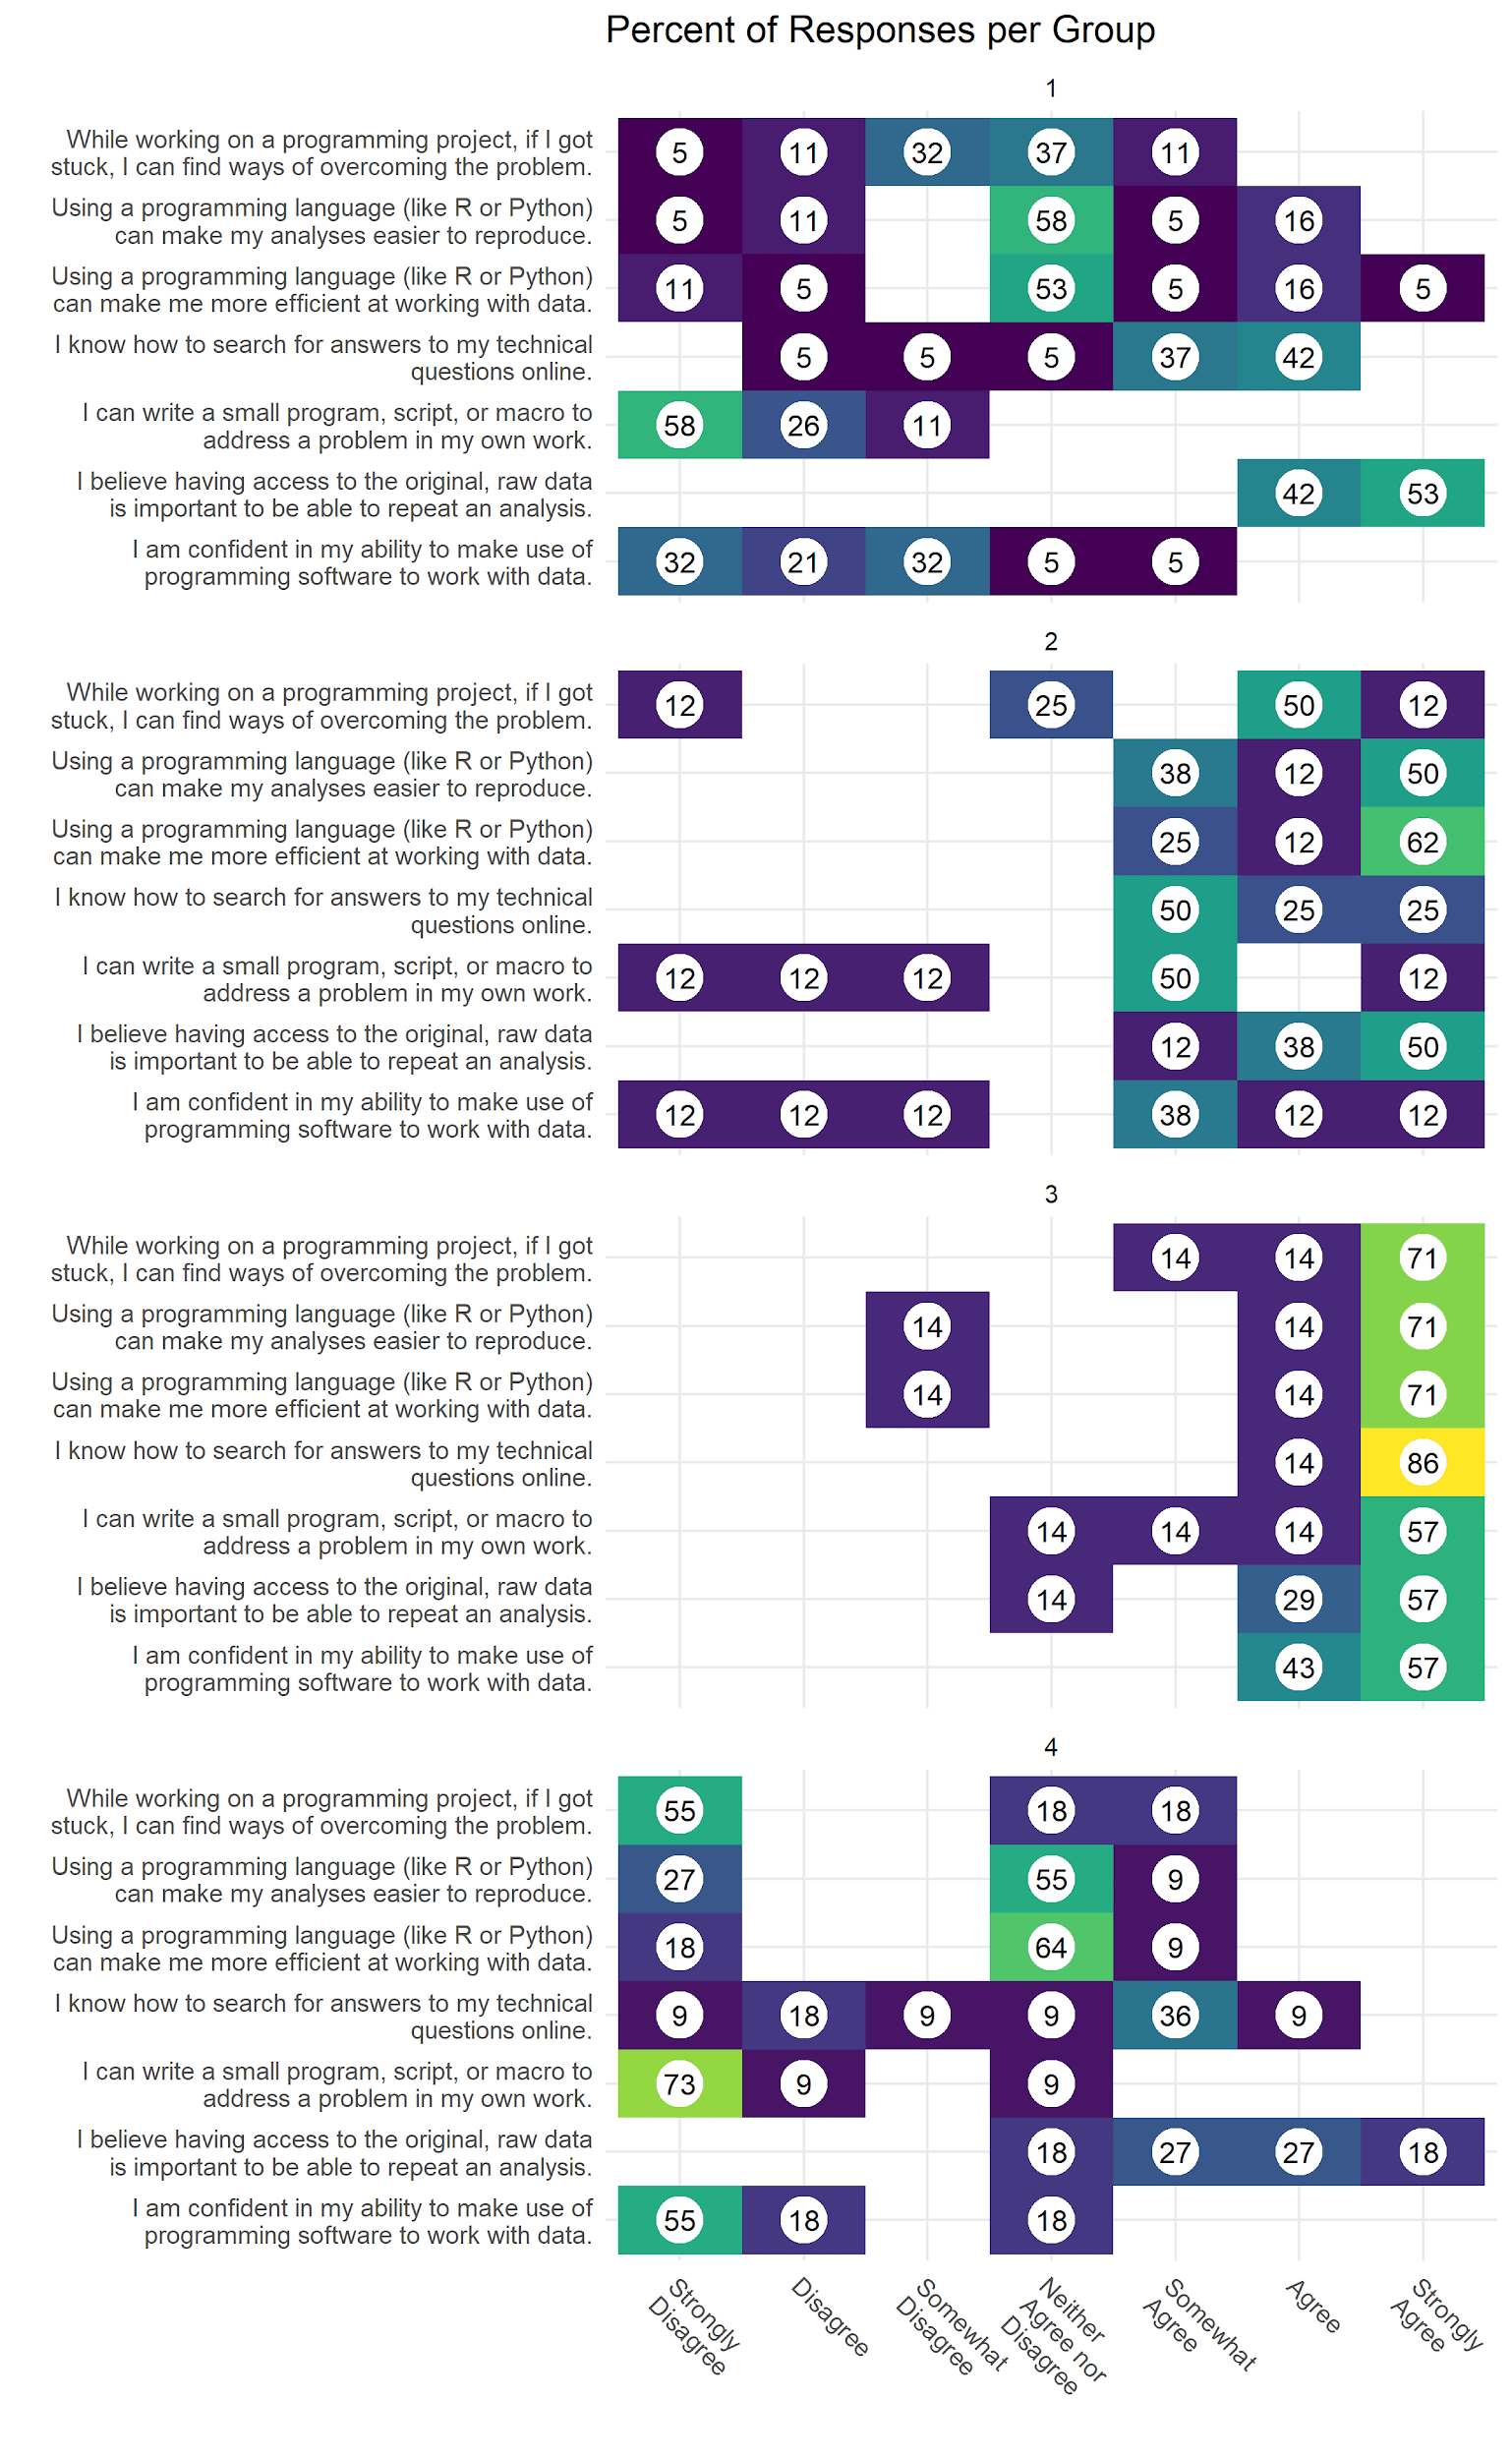 Percent of Responses per Group
1
While working on a programming project, if I got
stuck, I can find ways of overcoming the problem.
5 11 32 37 11
Using a programming language (like R or Python)
can make my analyses easier to reproduce.
5 11 58 5 16
Using a programming language (like R or Python)
can make me more efficient at working with data.
11 5 53 5 16 5
I know how to search for answers to my technical
questions online.
5 5 5 37 42
I can write a small program, script, or macro to
address a problem in my own work.
58 26 11
I believe having access to the original, raw data
is important to be able to repeat an analysis.
42 53
I am confident in my ability to make use of
programming software to work with data.
32 21 32 5 5
2
While working on a programming project, if I got
stuck, I can find ways of overcoming the problem.
12 25 50 12
Using a programming language (like R or Python)
can make my analyses easier to reproduce.
38 12 50
Using a programming language (like R or Python)
can make me more efficient at working with data.
25 12 62
I know how to search for answers to my technical
questions online.
50 25 25
I can write a small program, script, or macro to
address a problem in my own work.
12 12 12 50 12
I believe having access to the original, raw data
is important to be able to repeat an analysis.
12 38 50
I am confident in my ability to make use of
programming software to work with data.
12 12 12 38 12 12
3
While working on a programming project, if I got
stuck, I can find ways of overcoming the problem.
14 14 71
Using a programming language (like R or Python)
can make my analyses easier to reproduce.
14 14 71
Using a programming language (like R or Python)
can make me more efficient at working with data.
14 14 71
I know how to search for answers to my technical
questions online.
14 86
I can write a small program, script, or macro to
address a problem in my own work.
14 14 14 57
I believe having access to the original, raw data
is important to be able to repeat an analysis.
14 29 57
I am confident in my ability to make use of
programming software to work with data.
43 57
4
While working on a programming project, if I got
stuck, I can find ways of overcoming the problem.
55 18 18
Using a programming language (like R or Python)
can make my analyses easier to reproduce.
27 55 9
Using a programming language (like R or Python)
can make me more efficient at working with data.
18 64 9
I know how to search for answers to my technical
questions online.
9 18 9 9 36 9
I can write a small program, script, or macro to
address a problem in my own work.
73 9 9
I believe having access to the original, raw data
is important to be able to repeat an analysis.
18 27 27 18
I am confident in my ability to make use of
programming software to work with data.
55 18 18
Strongly
Disagree
Disagree
Somewhat
Disagree
Neither
Agree nor
Disagree
Somewhat
Agree
Agree
Strongly
Agree